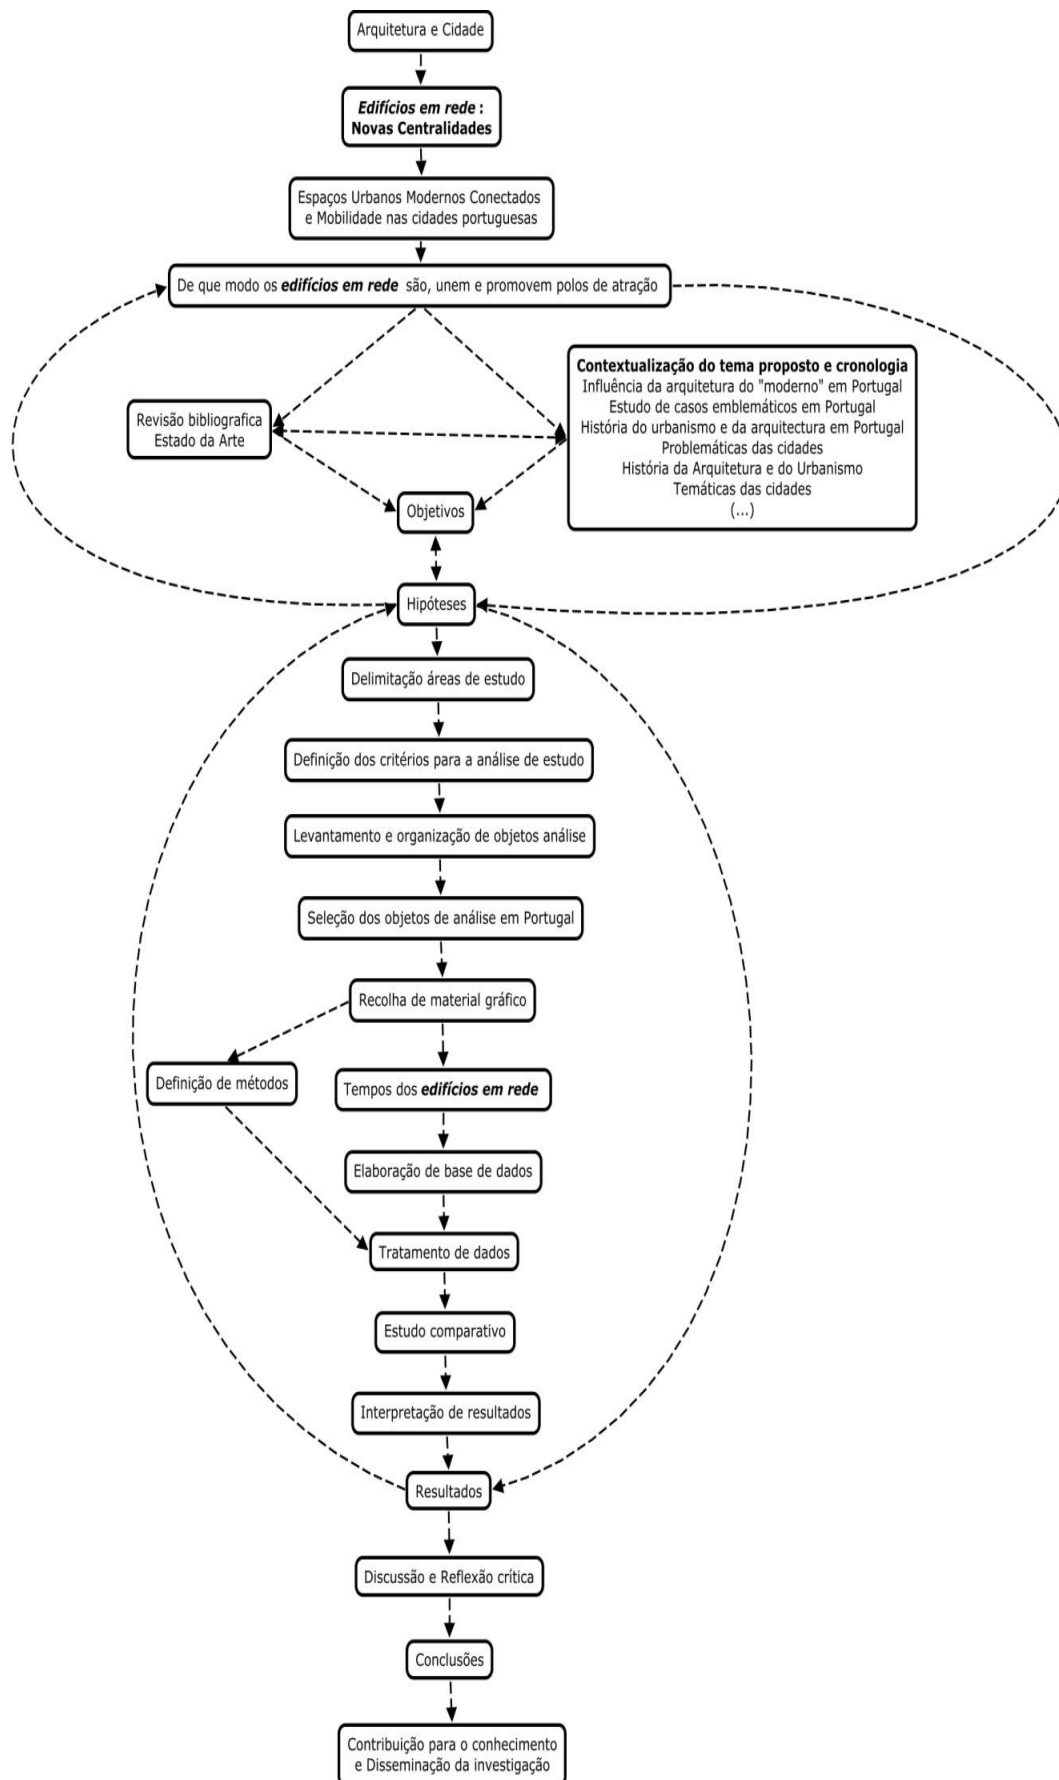 Arquitetura e Cidade
Edifícios em rede :
Novas Centralidades
Espaços Urbanos Modernos Conectados
e Mobilidade nas cidades portuguesas
De que modo os edifícios em rede são, unem e promovem polos de atração
Contextualização do tema proposto e cronologia
Influência da arquitetura do "moderno" em Portugal
Estudo de casos emblemáticos em Portugal
História do urbanismo e da arquitectura em Portugal
Problemáticas das cidades
História da Arquitetura e do Urbanismo
Temáticas das cidades
(...)
Revisão bibliografica
Estado da Arte
Objetivos
Hipóteses
Delimitação áreas de estudo
Definição dos critérios para a análise de estudo
Levantamento e organização de objetos análise
Seleção dos objetos de análise em Portugal
Recolha de material gráfico
Definição de métodos
Tempos dos edifícios em rede
Elaboração de base de dados
Tratamento de dados
Estudo comparativo
Interpretação de resultados
Resultados
Discussão e Reflexão crítica
Conclusões
Contribuição para o conhecimento
e Disseminação da investigação